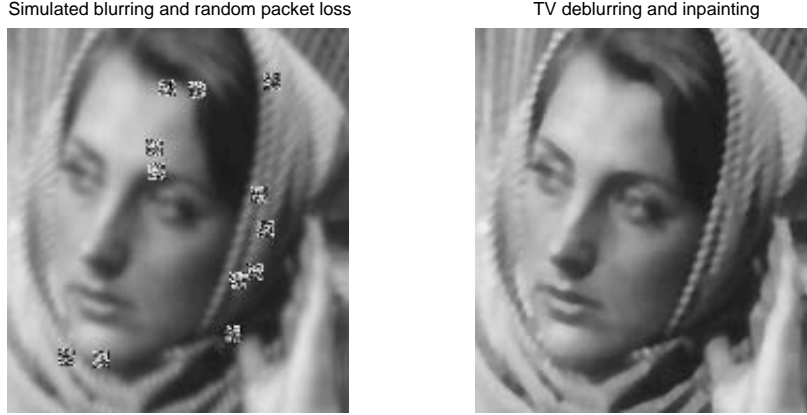 Simulated blurring and random packet loss
TV deblurring and inpainting